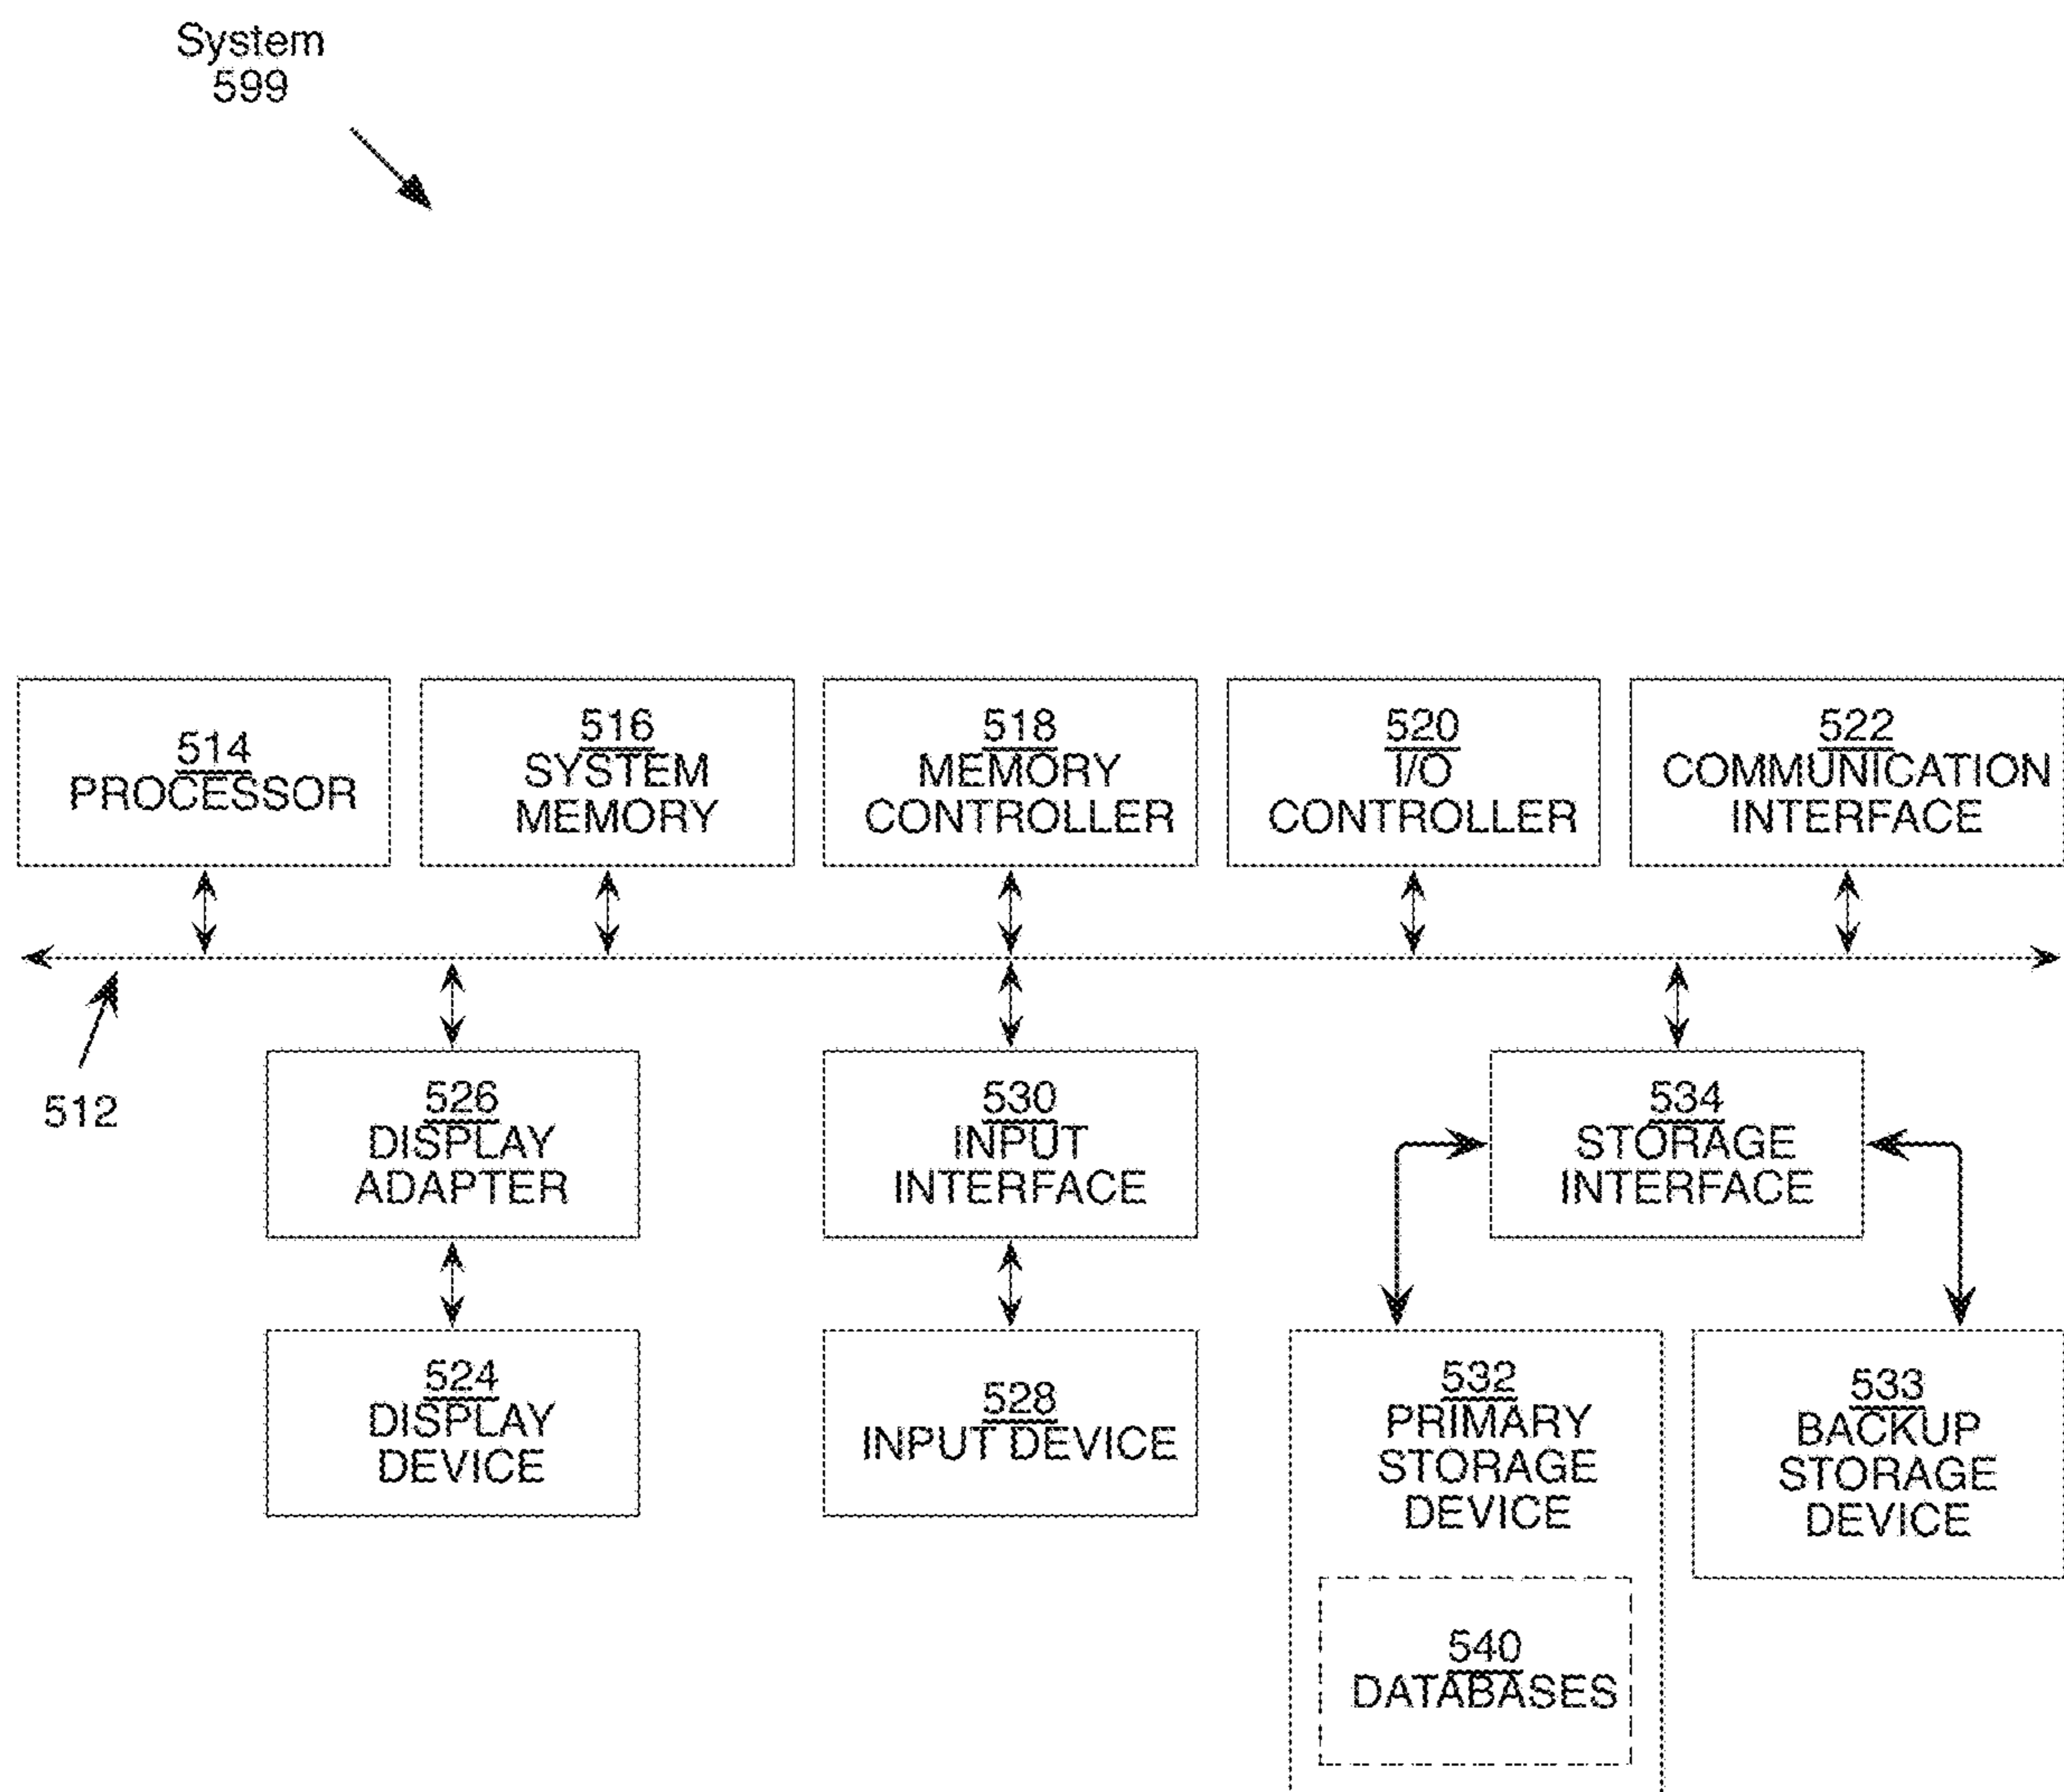 System
599
514
PROCESSOR
516
SYSTEM
MEMORY
518
MEMORY
CONTROLLER
520
I/O
CONTROLLER
522
COMMUNICATION
INTERFACE
512
526
DISPLAY
ADAPTER
530
INPUT
INTERFACE
534
STORAGE
INTERFACE
524
DISPLAY
DEVICE
528
INPUT DEVICE
532
PRIMARY
STORAGE
DEVICE
533
BACKUP
STORAGE
DEVICE
540
DATABASES